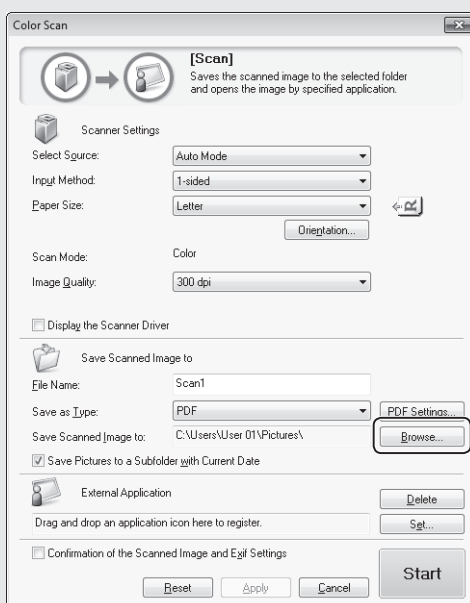 Color Scan
[Scan]
Saves the scanned image to the selected folder
and opens the image by specified application.
Scanner Settings
Select Source: Auto Mode
Input Method: 1-sided
Paper Size: Letter
R
Orientation...
Scan Mode: Color
Image Quality: 300 dpi
Display the Scanner Driver
Save Scanned Image to
File Name: Scan1
Save as Type: PDF PDF Settings...
Save Scanned Image to: C:\Users\User 01\Pictures\ Browse...
Save Pictures to a Subfolder with Current Date
External Application Delete
Drag and drop an application icon here to register. Set...
Confirmation of the Scanned Image and Exif Settings
Reset Apply Cancel Start